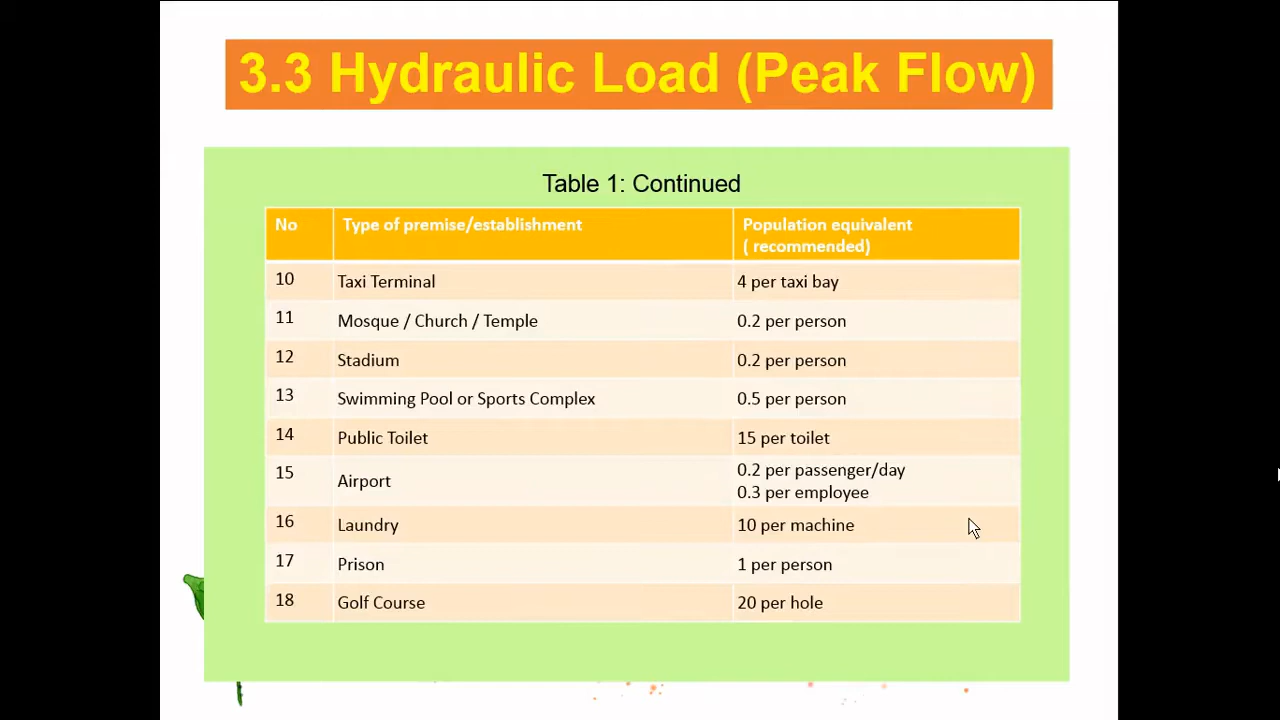 3.3 Hydraulic Load (Peak Flow)
Table 1: Continued
No Type of premise/establishment Population equivalent
( recommended)
10 Taxi Terminal 4 per taxi bay
11 Mosque / Church / Temple 0.2 per person
12 Stadium 0.2 per person
13 Swimming Pool or Sports Complex 0.5 per person
14 Public Toilet 15 per toilet
15 Airport 0.2 per passenger/day
0.3 per employee
16 Laundry 10 per machine
17 Prison 1 per person
18 Golf Course 20 per hole